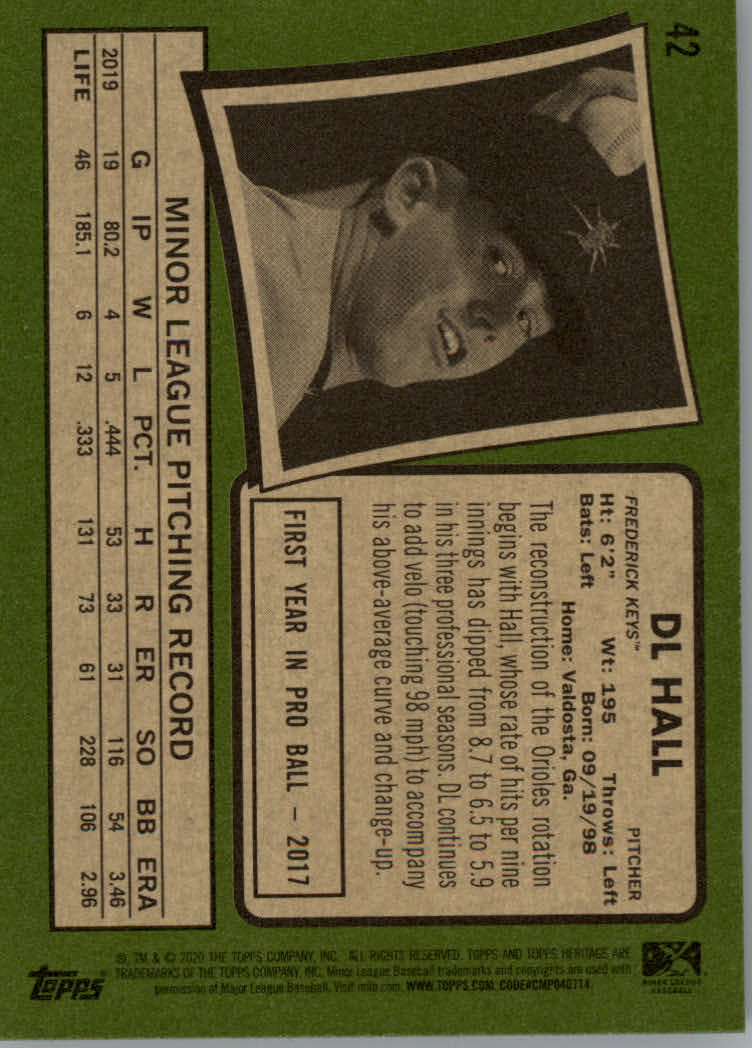 42
DL HALL
FREDERICK KEYS™ PITCHER
Ht: 6'2" Wt: 195 Throws: Left
Bats: Left Born: 09/19/98
Home: Valdosta, Ga.
The reconstruction of the Orioles rotation
begins with Hall, whose rate of hits per nine
innings has dipped from 8.7 to 6.5 to 5.9
in his three professional seasons. DL continues
to add velo (touching 98 mph) to accompany
his above-average curve and change-up.
FIRST YEAR IN PRO BALL – 2017
MINOR LEAGUE PITCHING RECORD
G IP W L PCT. H R ER SO BB ERA
2019 19 80.2 4 5 .444 53 33 31 116 54 3.46
LIFE 46 185.1 6 12 .333 131 73 61 228 106 2.96
MINOR LEAGUE
BASEBALL
®, TM & © 2020 THE TOPPS COMPANY, INC. ALL RIGHTS RESERVED. TOPPS AND TOPPS HERITAGE ARE
TRADEMARKS OF THE TOPPS COMPANY, INC. Minor League Baseball trademarks and copyrights are used with
permission of Major League Baseball. Visit milb.com. WWW.TOPPS.COM. CODE#CMP040714.
topps®